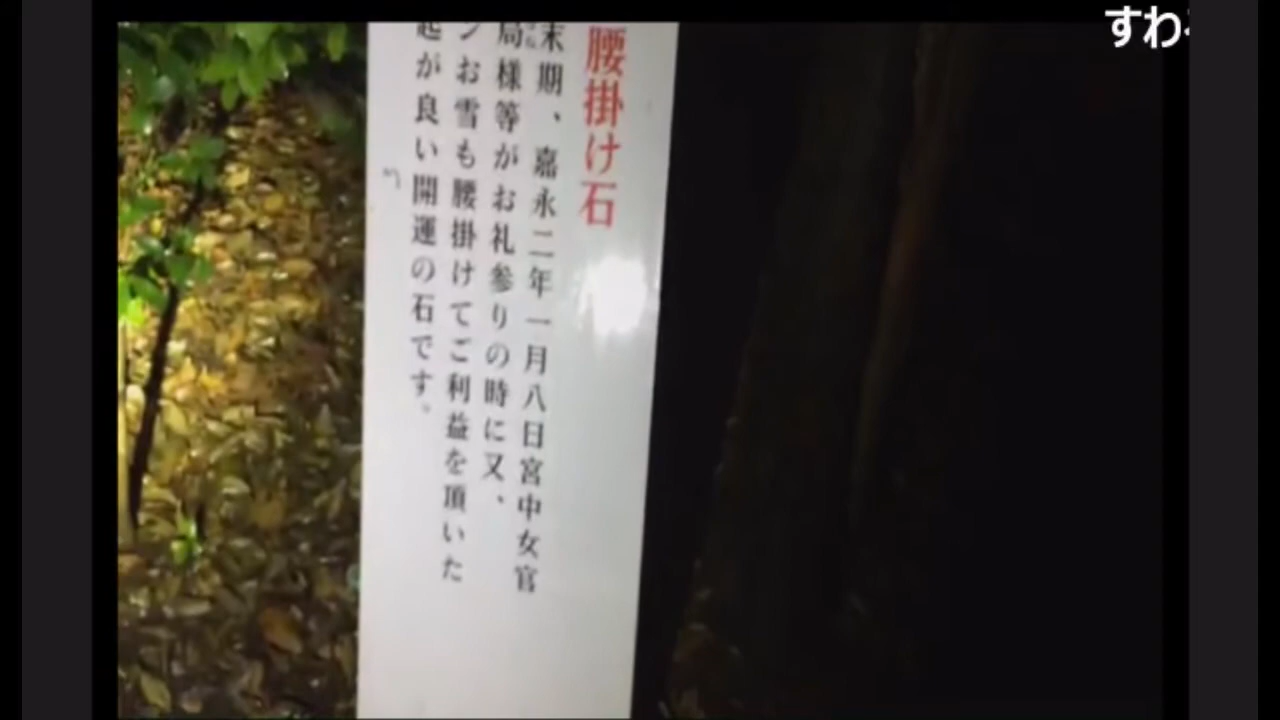 すわ
腰掛け石
末期、嘉永二年一月八日宮中女官
局様等がお礼参りの時に又、
ンお雪も腰掛けてご利益を頂いた
起が良い開運の石です。